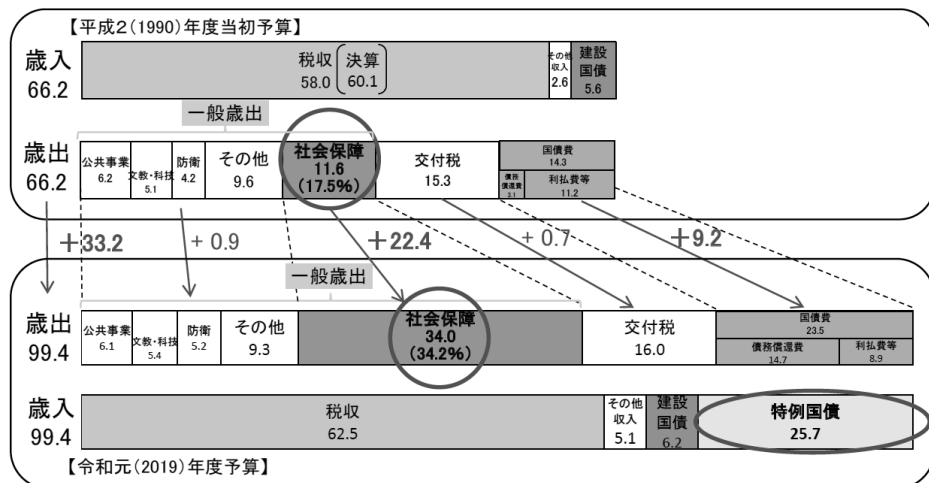 【平成2(1990)年度当初予算】
歳入
66.2
税収
58.0
決算
60.1
その他
収入
2.6
建設
国債
5.6
一般歳出
歳出
66.2
公共事業
6.2
文教・科技
5.1
防衛
4.2
その他
9.6
社会保障
11.6
(17.5%)
交付税
15.3
国債費
14.3
債務
償還費
3.1
利払費等
11.2
+33.2
+ 0.9
+22.4
+ 0.7
+9.2
一般歳出
歳出
99.4
公共事業
6.1
文教・科技
5.4
防衛
5.2
その他
9.3
社会保障
34.0
(34.2%)
交付税
16.0
国債費
23.5
債務償還費
14.7
利払費等
8.9
歳入
99.4
税収
62.5
その他
収入
5.1
建設
国債
6.2
特例国債
25.7
【令和元(2019)年度予算】